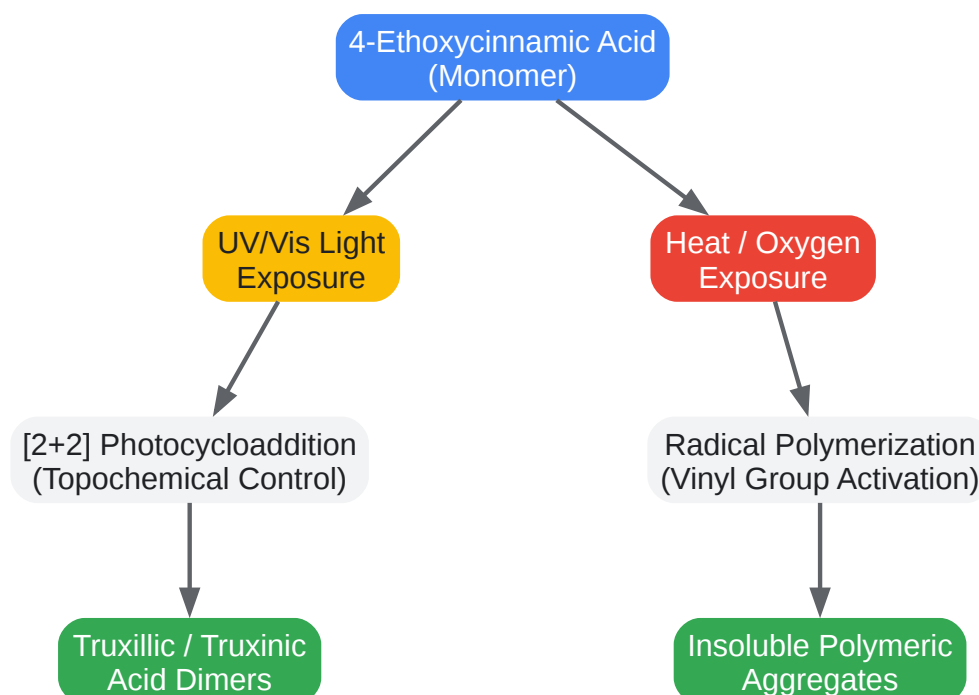 4-Ethoxycinnamic Acid
(Monomer)
UV/Vis Light
Exposure
Heat / Oxygen
Exposure
[2+2] Photocycloaddition
(Topochemical Control)
Radical Polymerization
(Vinyl Group Activation)
Truxillic / Truxinic
Acid Dimers
Insoluble Polymeric
Aggregates